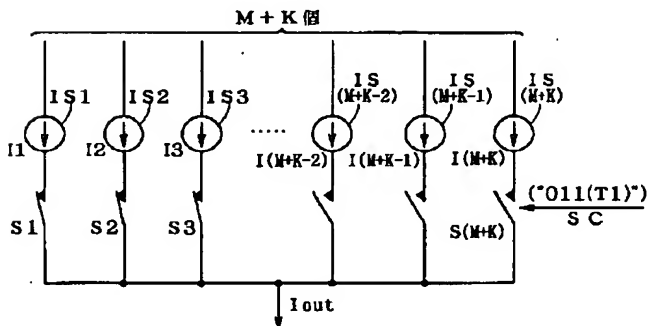 M+K個
IS1
IS2
IS3
IS
(M+K-2)
IS
(M+K-1)
IS
(M+K)
I1
I2
I3
……
I(M+K-2)
I(M+K-1)
I(M+K)
S1
S2
S3
S(M+K)
("011(T1)")
SC
Iout